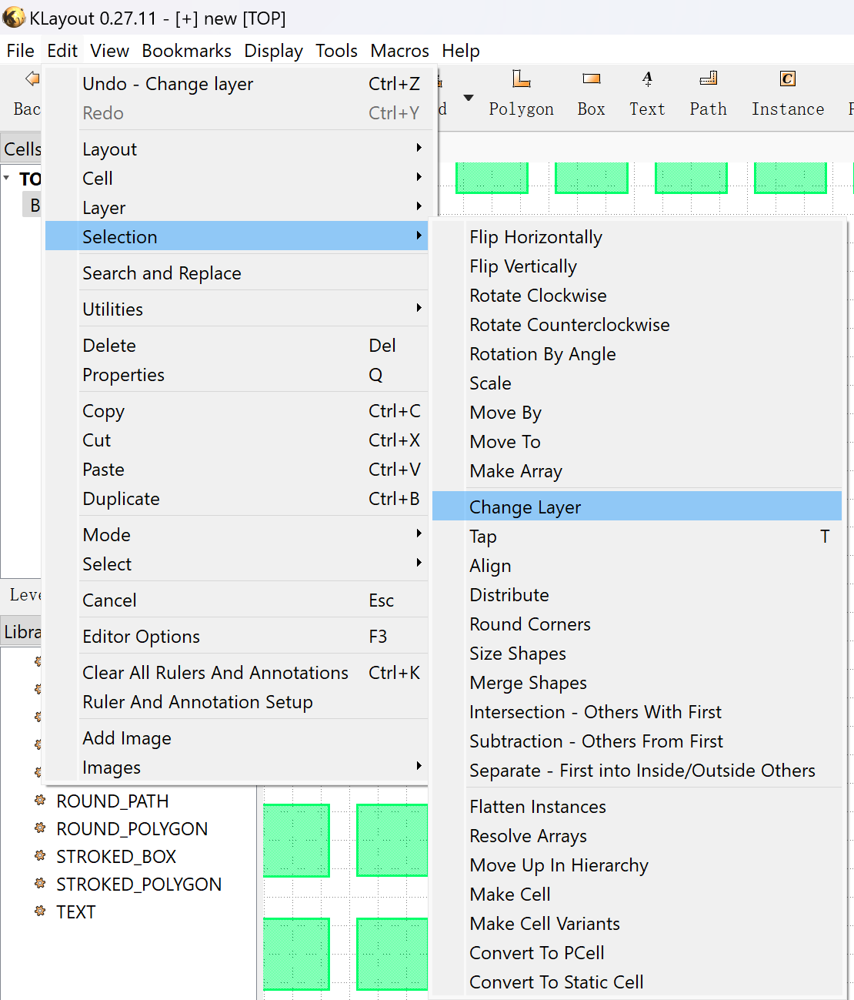 KLayout 0.27.11 - [+] new [TOP]
File Edit View Bookmarks Display Tools Macros Help
Polygon Box Text Path Instance
Cells
Undo - Change layer Ctrl+Z
Redo Ctrl+Y
Layout
Cell
Layer
Selection
Search and Replace
Utilities
Delete Del
Properties Q
Copy Ctrl+C
Cut Ctrl+X
Paste Ctrl+V
Duplicate Ctrl+B
Mode
Select
Cancel Esc
Editor Options F3
Clear All Rulers And Annotations Ctrl+K
Ruler And Annotation Setup
Add Image
Images
Flip Horizontally
Flip Vertically
Rotate Clockwise
Rotate Counterclockwise
Rotation By Angle
Scale
Move By
Move To
Make Array
Change Layer
Tap T
Align
Distribute
Round Corners
Size Shapes
Merge Shapes
Intersection - Others With First
Subtraction - Others From First
Separate - First into Inside/Outside Others
Flatten Instances
Resolve Arrays
Move Up In Hierarchy
Make Cell
Make Cell Variants
Convert To PCell
Convert To Static Cell
ROUND_PATH
ROUND_POLYGON
STROKED_BOX
STROKED_POLYGON
TEXT